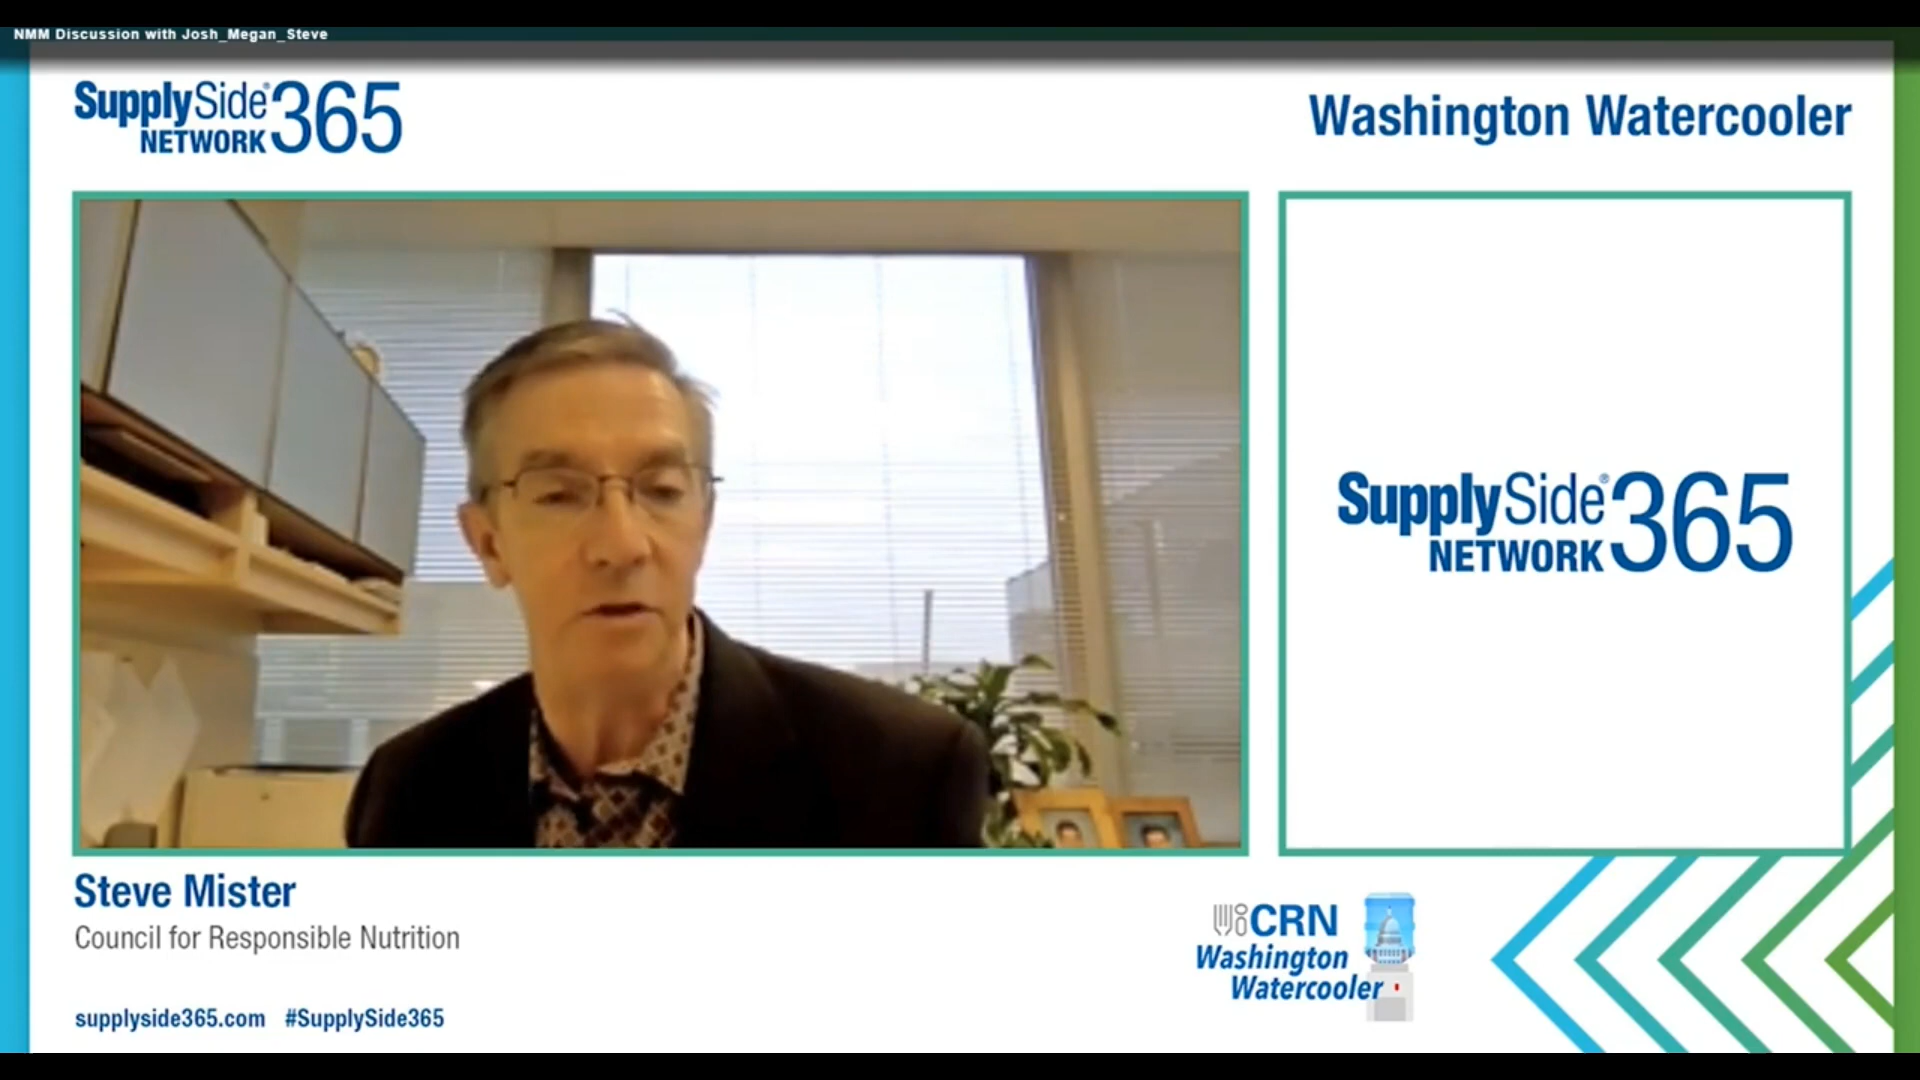 NMM Discussion with Josh_Megan_Steve
SupplySide® 365
NETWORK
Washington Watercooler
SupplySide® 365
NETWORK
Steve Mister
Council for Responsible Nutrition
CRN
Washington
Watercooler
supplyside365.com #SupplySide365